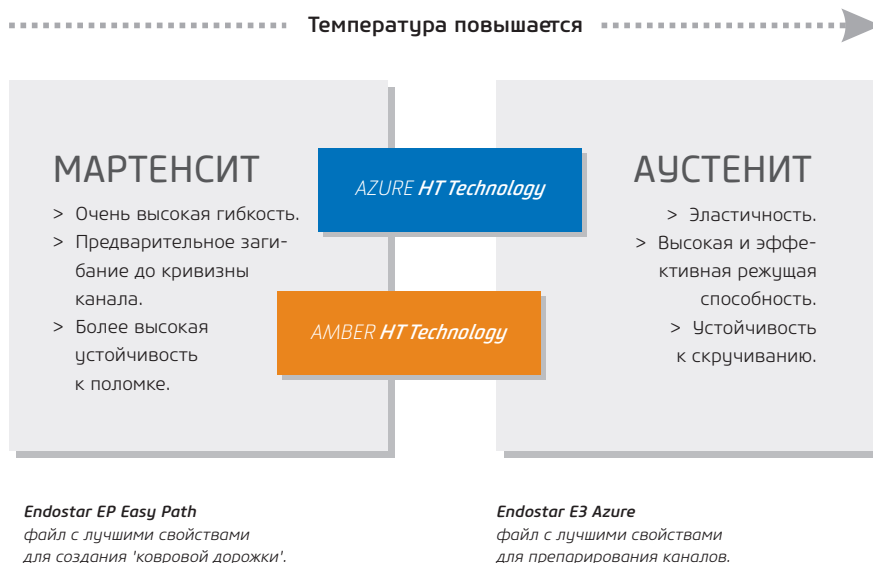 Температура повышается
МАРТЕНСИТ
> Очень высокая гибкость.
> Предварительное заги-
бание до кривизны
канала.
> Более высокая
устойчивость
к поломке.
AZURE HT Technology
AMBER HT Technology
АУСТЕНИТ
> Эластичность.
> Высокая и эффе-
ктивная режущая
способность.
> Устойчивость
к скручиванию.
Endostar EP Easy Path
файл с лучшими свойствами
для создания 'ковровой дорожки'.
Endostar E3 Azure
файл с лучшими свойствами
для препарирования каналов.